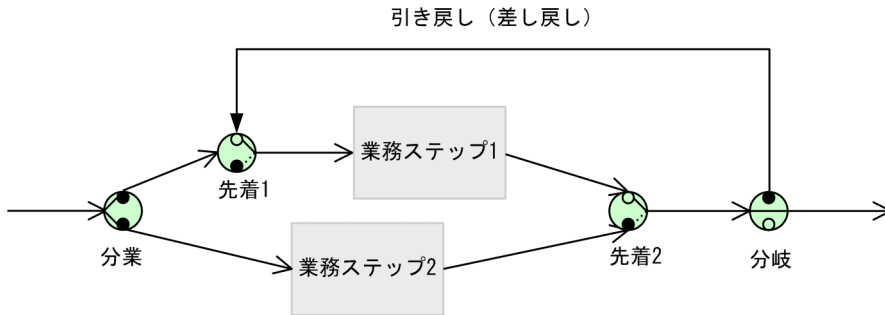 引き戻し（差し戻し）
業務ステップ1
先着1
分業
業務ステップ2
先着2
分岐